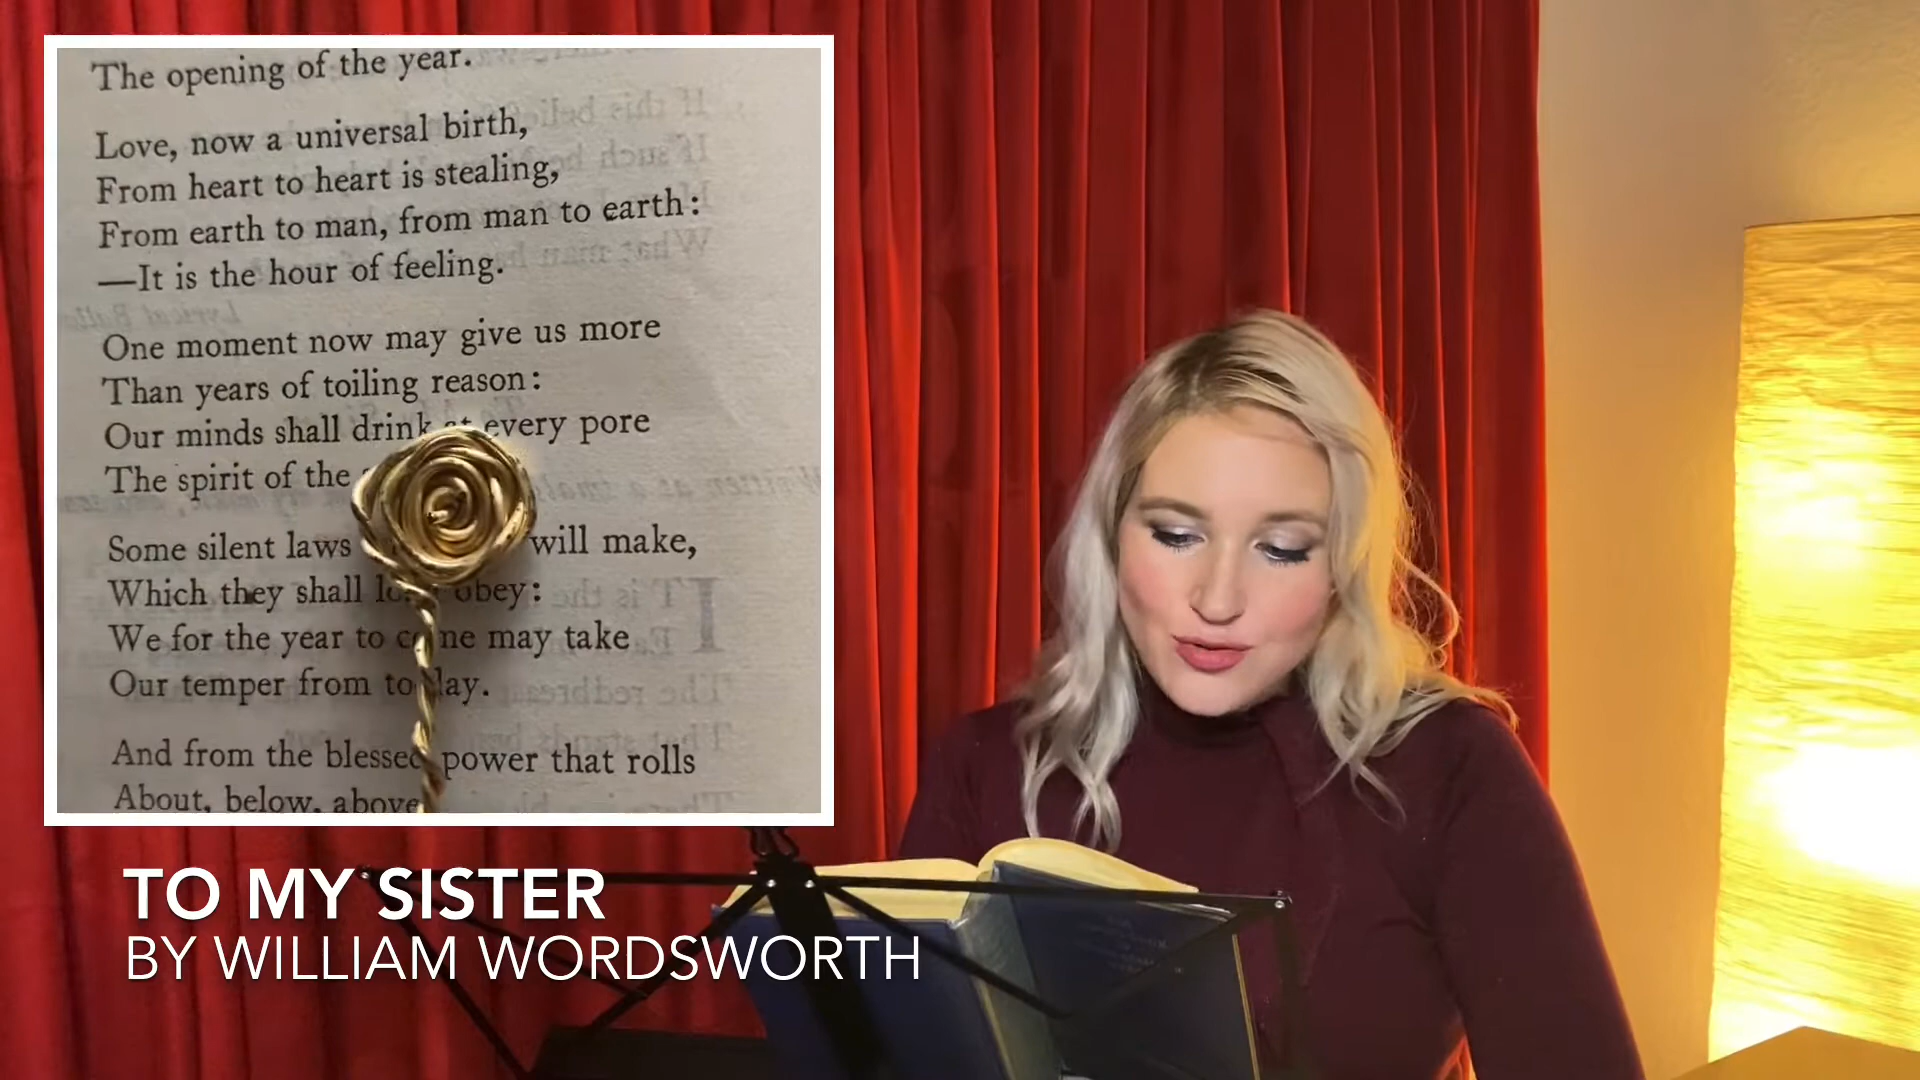 The opening of the year.
Love, now a universal birth,
From heart to heart is stealing,
From earth to man, from man to earth:
—It is the hour of feeling.
One moment now may give us more
Than years of toiling reason:
Our minds shall drink at every pore
The spirit of the
Some silent laws will make,
Which they shall long obey:
We for the year to come may take
Our temper from to-day.
And from the blessed power that rolls
About, below, above
TO MY SISTER
BY WILLIAM WORDSWORTH